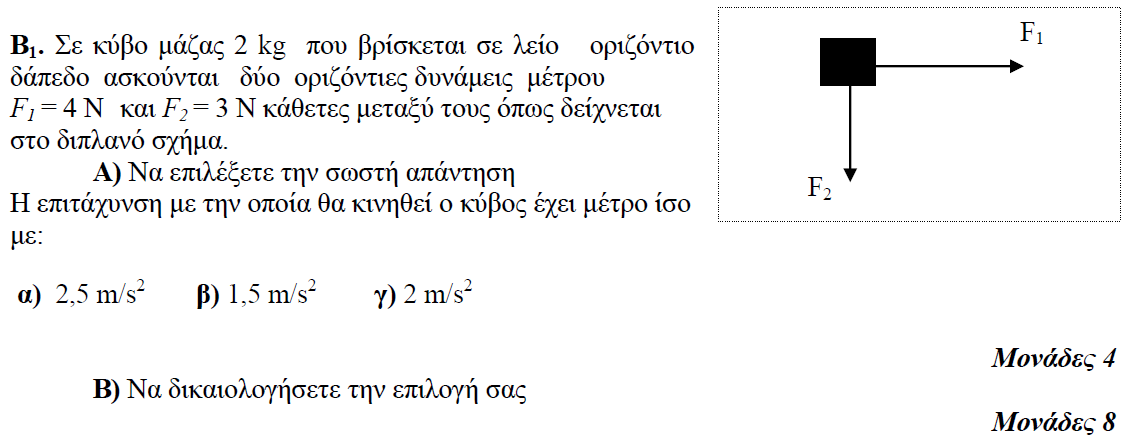 Β₁. Σε κύβο μάζας 2 kg που βρίσκεται σε λείο οριζόντιο
δάπεδο ασκούνται δύο οριζόντιες δυνάμεις μέτρου
F₁ = 4 N και F₂ = 3 N κάθετες μεταξύ τους όπως δείχνεται
στο διπλανό σχήμα.
Α) Να επιλέξετε την σωστή απάντηση
Η επιτάχυνση με την οποία θα κινηθεί ο κύβος έχει μέτρο ίσο
με:
F₁
F₂
α) 2,5 m/s² β) 1,5 m/s² γ) 2 m/s²
Μονάδες 4
Β) Να δικαιολογήσετε την επιλογή σας
Μονάδες 8